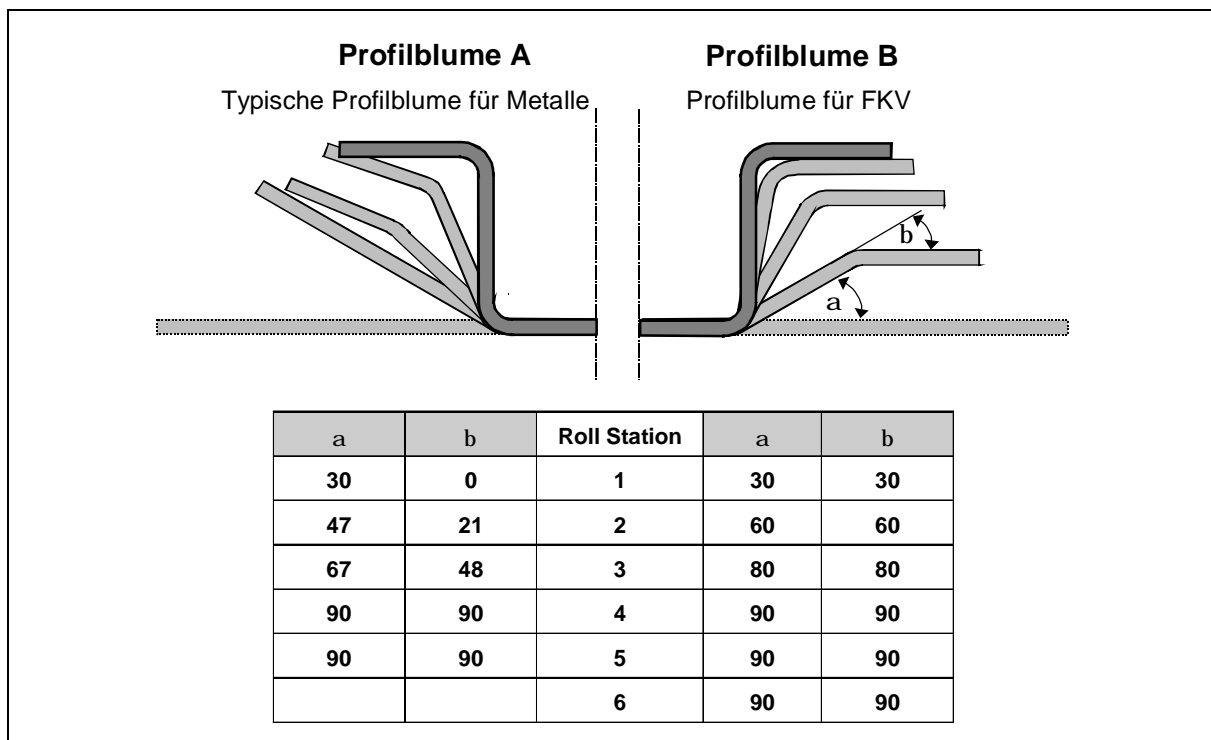 Profilblume A
Profilblume B
Typische Profilblume für Metalle
Profilblume für FKV
b
a
a b Roll Station a b
30 0 1 30 30
47 21 2 60 60
67 48 3 80 80
90 90 4 90 90
90 90 5 90 90
6 90 90